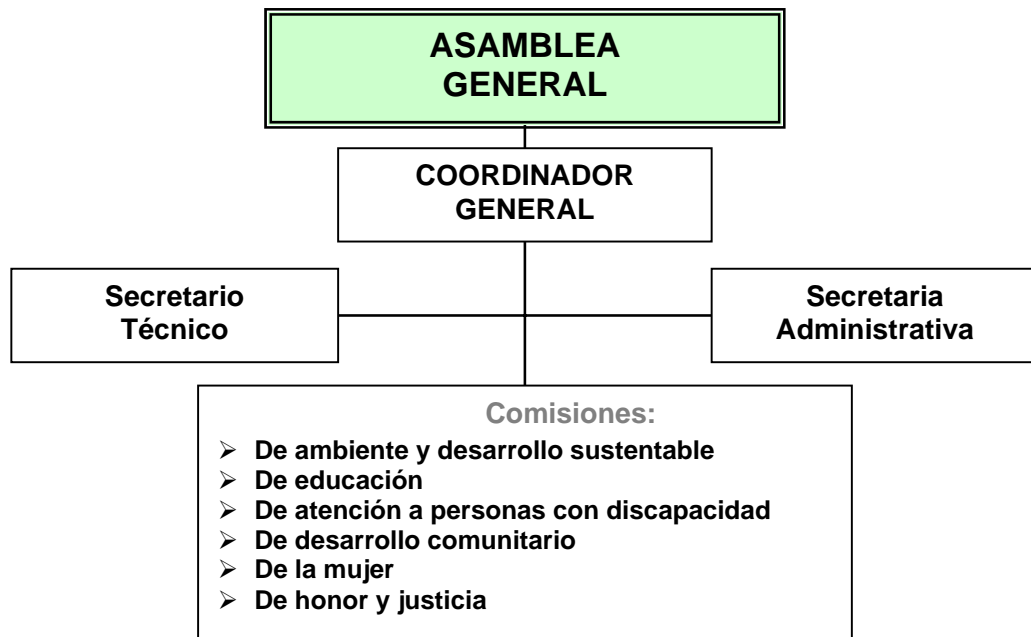 ASAMBLEA
GENERAL
COORDINADOR
GENERAL
Secretario
Técnico
Secretaria
Administrativa
Comisiones:
➢ De ambiente y desarrollo sustentable
➢ De educación
➢ De atención a personas con discapacidad
➢ De desarrollo comunitario
➢ De la mujer
➢ De honor y justicia